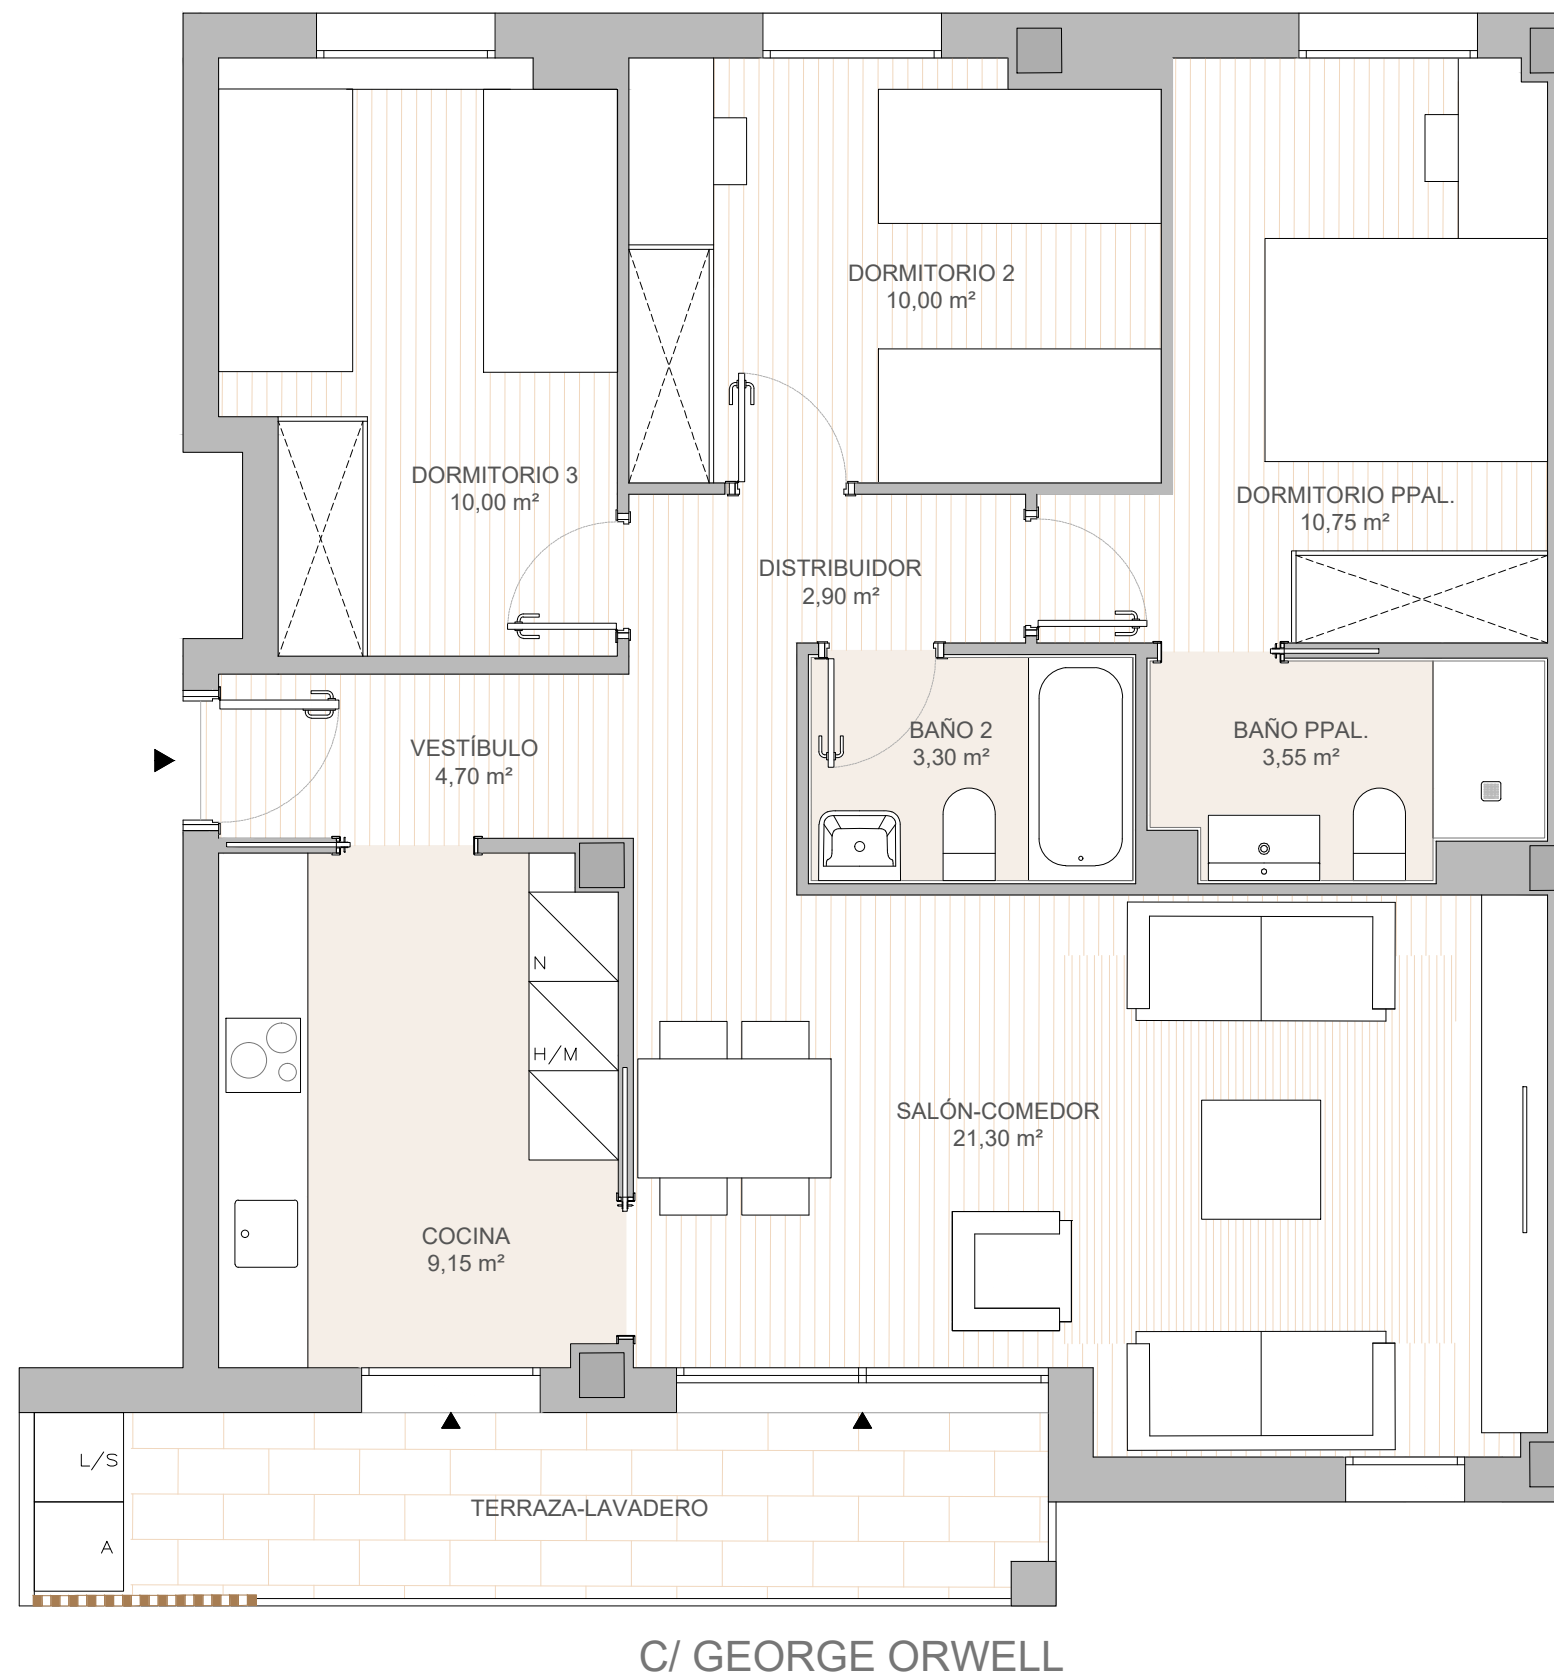 DORMITORIO 2
10,00 m²
DORMITORIO 3
10,00 m²
DORMITORIO PPAL.
10,75 m²
DISTRIBUIDOR
2,90 m²
VESTÍBULO
4,70 m²
BAÑO 2
3,30 m²
BAÑO PPAL.
3,55 m²
N
H/M
SALÓN-COMEDOR
21,30 m²
COCINA
9,15 m²
L/S
A
TERRAZA-LAVADERO
C/ GEORGE ORWELL